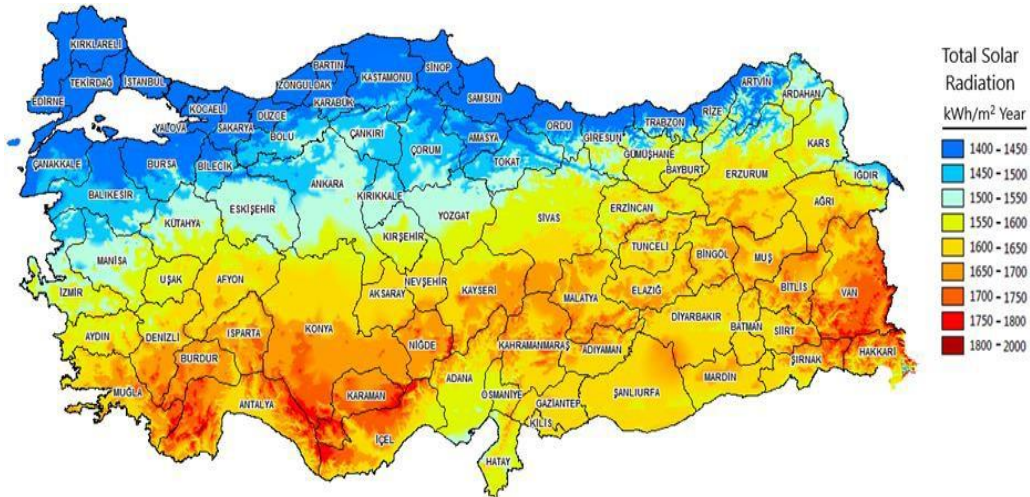 KIRKLARELİ
TEKİRDAĞ
İSTANBUL
EDİRNE
KOCAELİ
YALOVA
SAKARYA
DÜZCE
BOLU
ZONGULDAK
BARTIN
KARABÜK
KASTAMONU
SİNOP
SAMSUN
ORDU
GİRESUN
TRABZON
RİZE
ARTVİN
ARDAHAN
KARS
IĞDIR
ÇANAKKALE
BALIKESİR
BURSA
BİLECİK
ÇANKIRI
ÇORUM
AMASYA
TOKAT
GÜMÜŞHANE
BAYBURT
ERZURUM
AĞRI
KÜTAHYA
ESKİŞEHİR
ANKARA
KIRIKKALE
YOZGAT
SİVAS
ERZİNCAN
TUNCELİ
BİNGÖL
MUŞ
MANİSA
İZMİR
UŞAK
AFYON
KIRŞEHİR
NEVŞEHİR
AKSARAY
KAYSERİ
MALATYA
ELAZIĞ
DİYARBAKIR
BİTLİS
VAN
BATMAN
SİİRT
ŞIRNAK
HAKKARİ
AYDIN
DENİZLİ
ISPARTA
BURDUR
KONYA
NİĞDE
KAHRAMANMARAŞ
ADIYAMAN
MARDİN
ŞANLIURFA
MUĞLA
ANTALYA
KARAMAN
İÇEL
ADANA
OSMANİYE
GAZİANTEP
KİLİS
HATAY
Total Solar
Radiation
kWh/m² Year
1400 - 1450
1450 - 1500
1500 - 1550
1550 - 1600
1600 - 1650
1650 - 1700
1700 - 1750
1750 - 1800
1800 - 2000